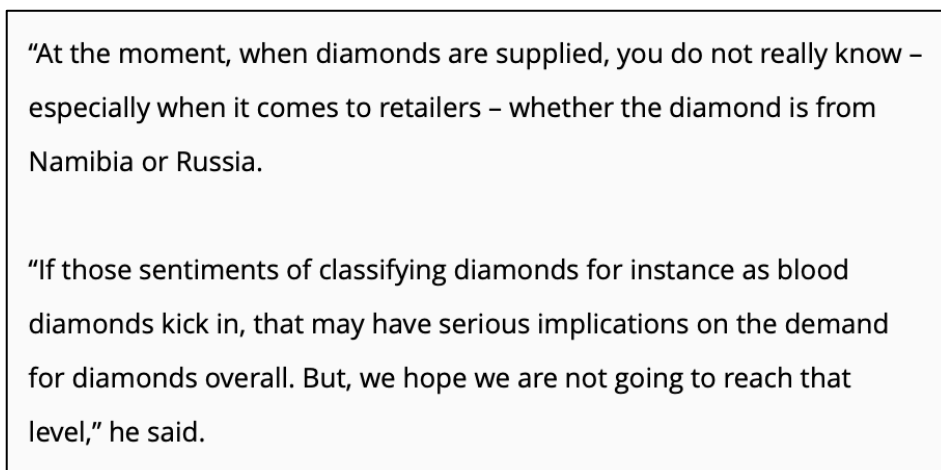 “At the moment, when diamonds are supplied, you do not really know –
especially when it comes to retailers – whether the diamond is from
Namibia or Russia.
“If those sentiments of classifying diamonds for instance as blood
diamonds kick in, that may have serious implications on the demand
for diamonds overall. But, we hope we are not going to reach that
level,” he said.